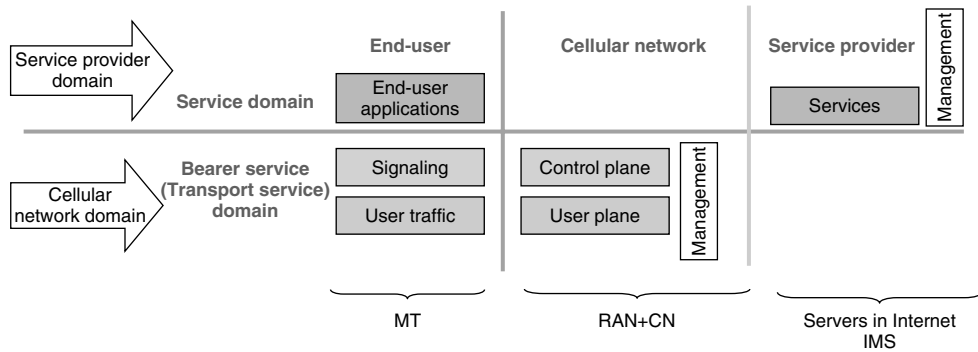 End-user
Cellular network
Service provider
Management
Service provider
domain
Service domain
End-user
applications
Services
Bearer service
(Transport service)
domain
Signaling
Control plane
Management
Cellular
network domain
User traffic
User plane
MT
RAN+CN
Servers in Internet
IMS